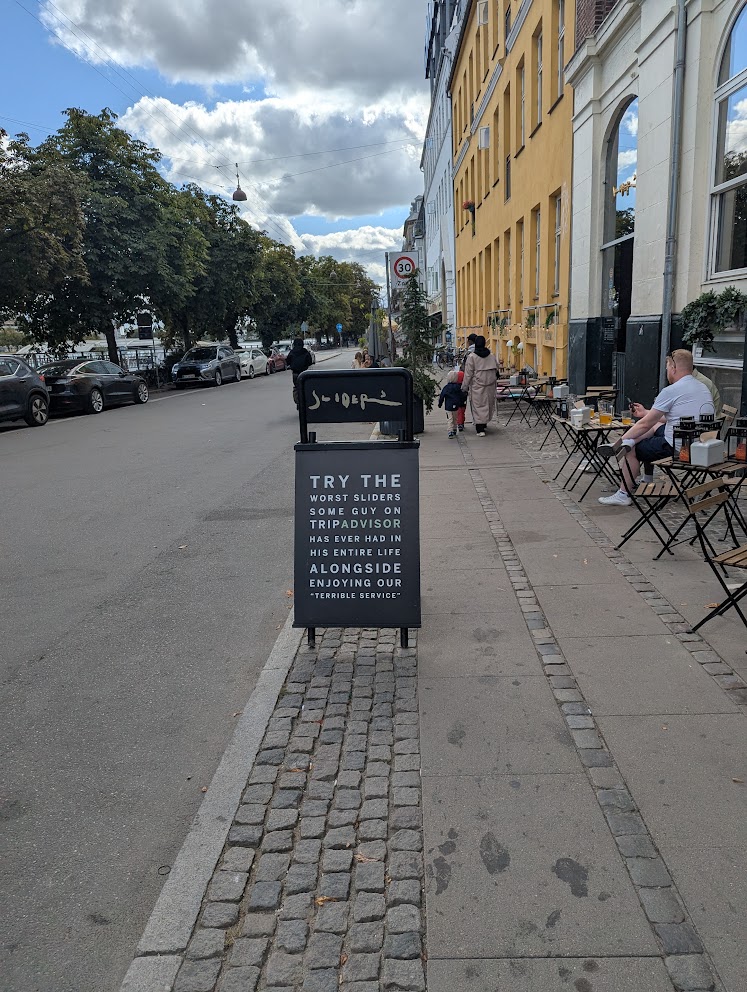 30
SLIDERS
TRY THE
WORST SLIDERS
SOME GUY ON
TRIPADVISOR
HAS EVER HAD IN
HIS ENTIRE LIFE
ALONGSIDE
ENJOYING OUR
"TERRIBLE SERVICE"